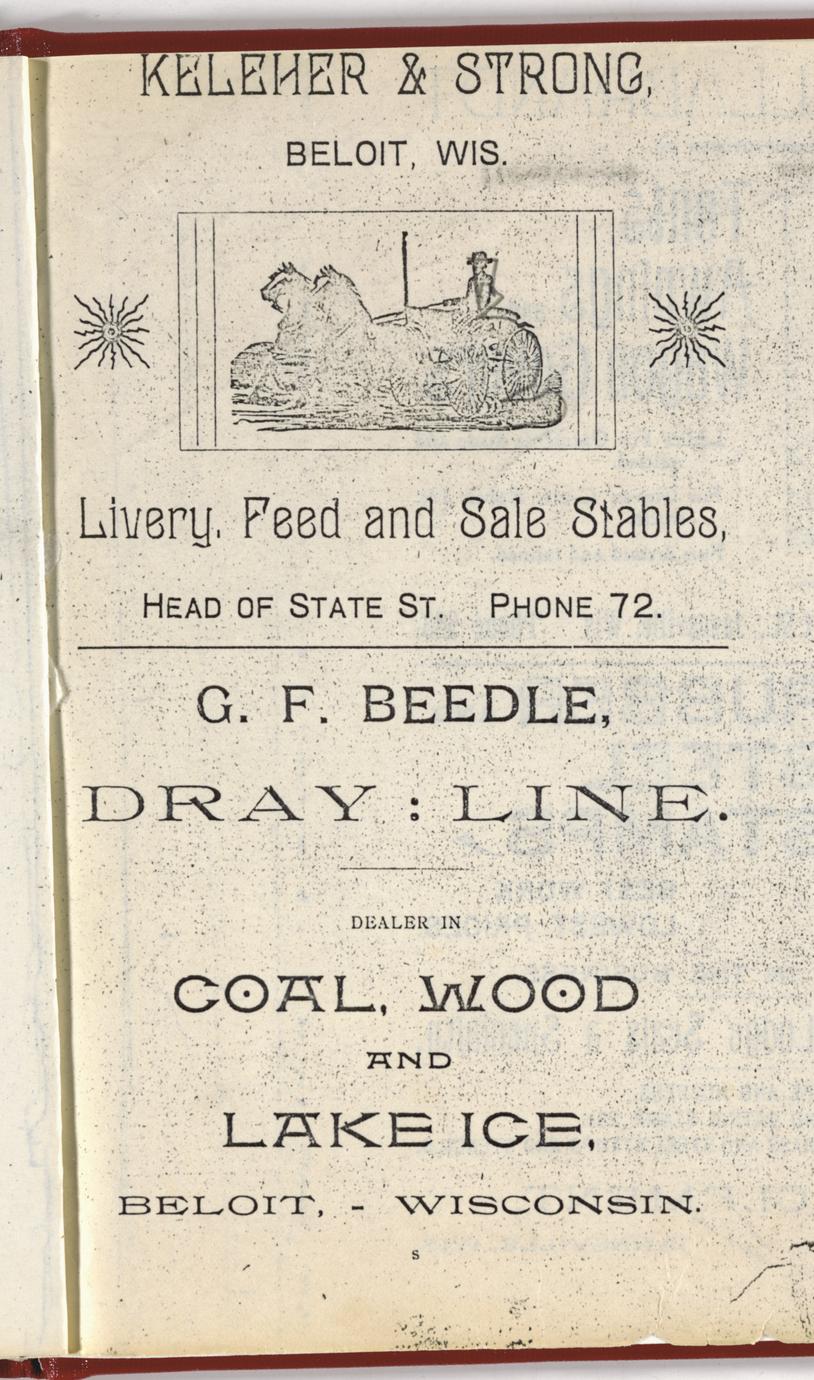 KELEHER & STRONG,
BELOIT, WIS.
Livery, Feed and Sale Stables,
HEAD OF STATE ST. PHONE 72.
G. F. BEEDLE,
DRAY : LINE.
DEALER IN
COAL, WOOD
AND
LAKE ICE,
BELOIT, - WISCONSIN.
S